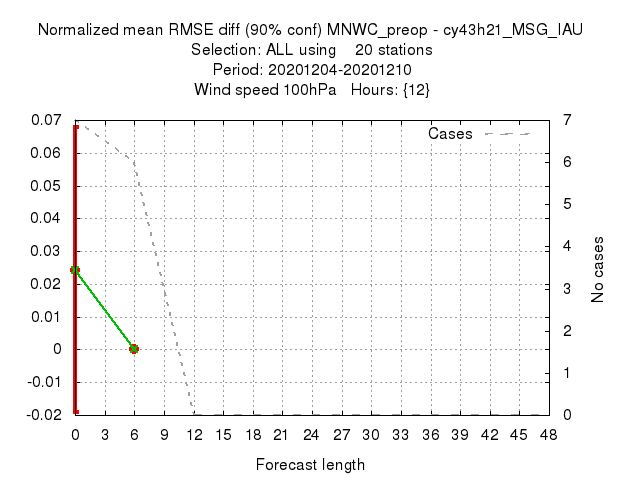 Normalized mean RMSE diff (90% conf) MNWC_preop - cy43h21_MSG_IAU
Selection: ALL using    20 stations
Period: 20201204-20201210
Wind speed 100hPa   Hours: {12}
Cases
0.07
0.06
0.05
0.04
0.03
0.02
0.01
0
-0.01
-0.02
7
6
5
4
3
2
1
0
No cases
0 3 6 9 12 15 18 21 24 27 30 33 36 39 42 45 48
Forecast length